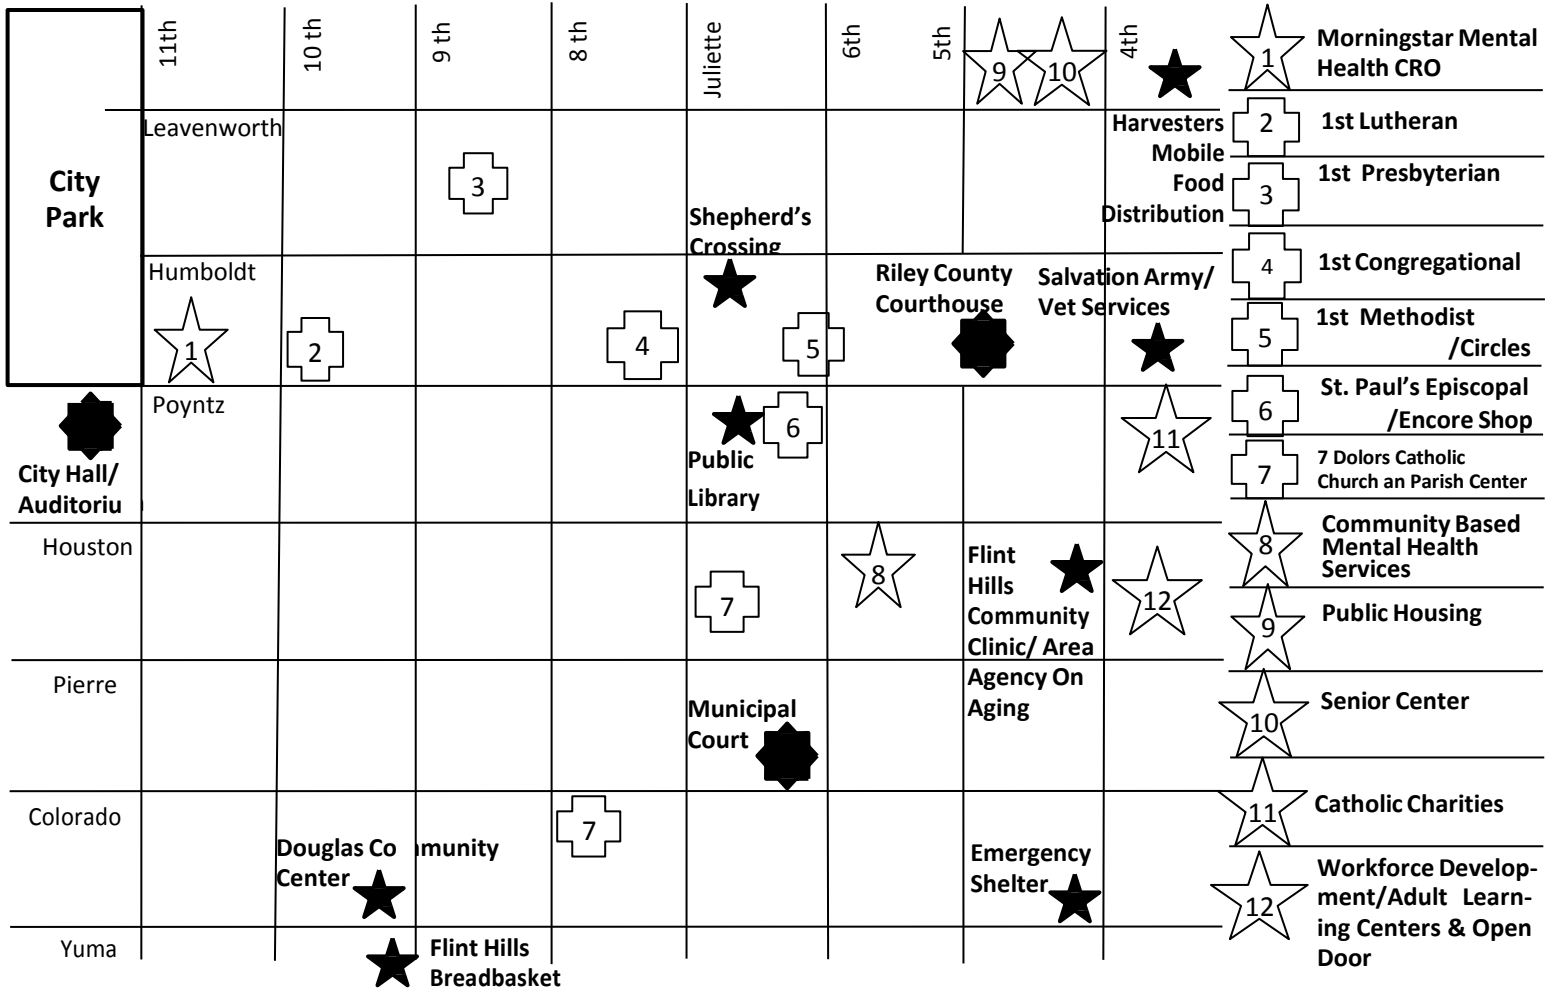 11th
10 th
9 th
8 th
Juliette
6th
5th
9
10
4th
Leavenworth
City
Park
3
Harvesters
Mobile
Food
Distribution
Shepherd's
Crossing
Humboldt
Riley County
Courthouse
Salvation Army/
Vet Services
1
2
4
5
Poyntz
6
11
Public
Library
City Hall/
Auditoriu
Houston
8
7
Flint
Hills
Community
Clinic/ Area
Agency On
Aging
12
Pierre
Municipal
Court
Colorado
7
Douglas Co mmunity
Center
Emergency
Shelter
Yuma
Flint Hills
Breadbasket
1
Morningstar Mental
Health CRO
2
1st Lutheran
3
1st Presbyterian
4
1st Congregational
5
1st Methodist
/Circles
6
St. Paul's Episcopal
/Encore Shop
7
7 Dolors Catholic
Church an Parish Center
8
Community Based
Mental Health
Services
9
Public Housing
10
Senior Center
11
Catholic Charities
12
Workforce Develop-
ment/Adult Learn-
ing Centers & Open
Door